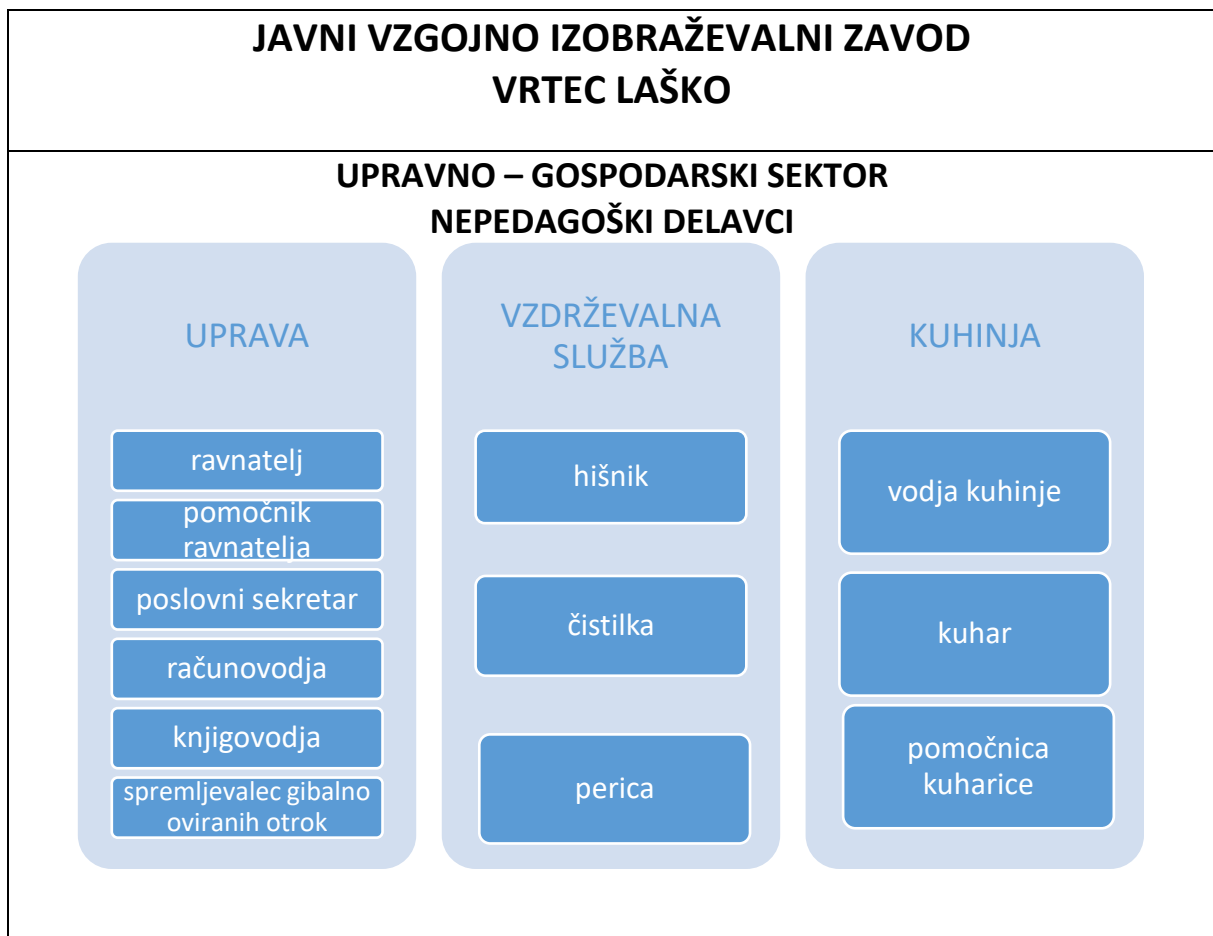 JAVNI VZGOJNO IZOBRAŽEVALNI ZAVOD
VRTEC LAŠKO
UPRAVNO – GOSPODARSKI SEKTOR
NEPEDAGOŠKI DELAVCI
UPRAVA
ravnatelj
pomočnik
ravnatelja
poslovni sekretar
računovodja
knjigovodja
spremljevalec gibalno
oviranih otrok
VZDRŽEVALNA
SLUŽBA
hišnik
čistilka
perica
KUHINJA
vodja kuhinje
kuhar
pomočnica
kuharice